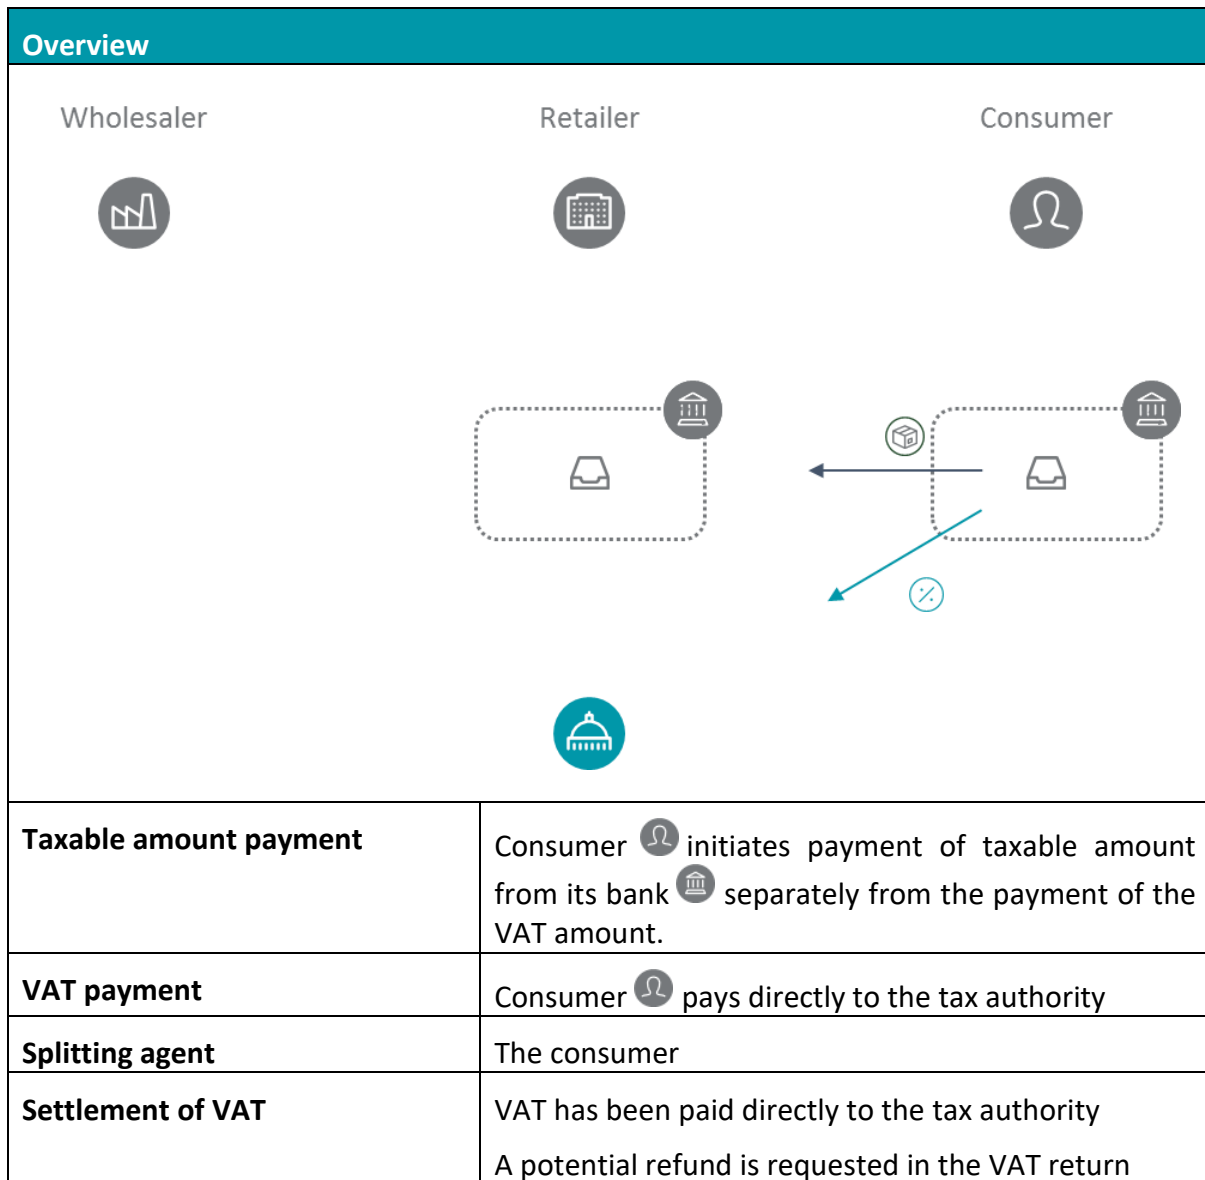 Overview
Wholesaler
Retailer
Consumer
Taxable amount payment
Consumer initiates payment of taxable amount
from its bank separately from the payment of the
VAT amount.
VAT payment
Consumer pays directly to the tax authority
Splitting agent
The consumer
Settlement of VAT
VAT has been paid directly to the tax authority
A potential refund is requested in the VAT return